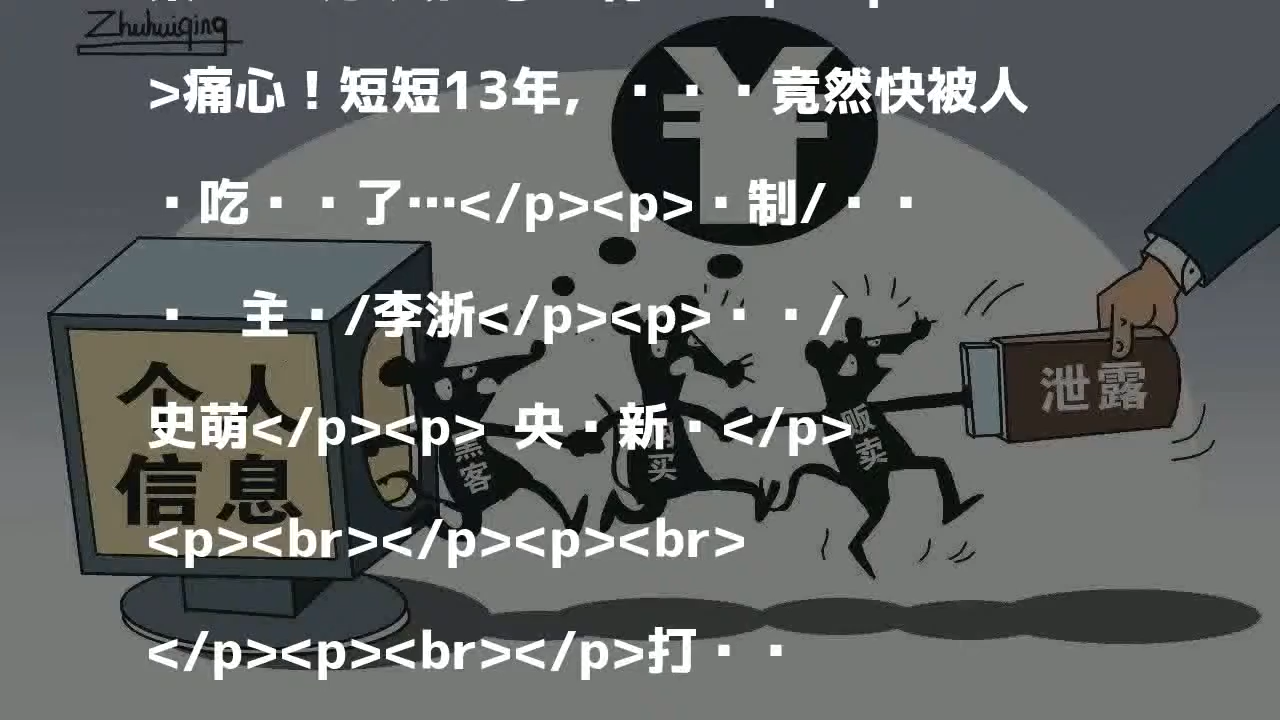 Zhuhuiqing
>痛心！短短13年, ···竟然快被人
·吃··了…</p><p>·制/··
· 主·/李浙</p><p>··/
史萌</p><p> 央·新·</p>
<p><br></p><p><br>
</p><p><br></p>打··
个人
信息
黑客
买
贩卖
泄露